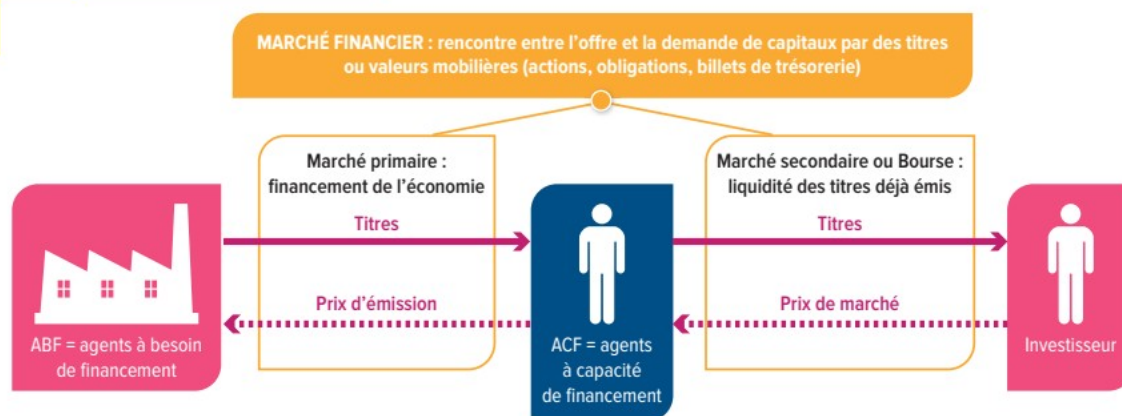 MARCHÉ FINANCIER : rencontre entre l’offre et la demande de capitaux par des titres
ou valeurs mobilières (actions, obligations, billets de trésorerie)
Marché primaire :
financement de l’économie
Marché secondaire ou Bourse :
liquidité des titres déjà émis
Titres
Titres
Prix d’émission
Prix de marché
ABF = agents à besoin
de financement
ACF = agents
à capacité
de financement
Investisseur